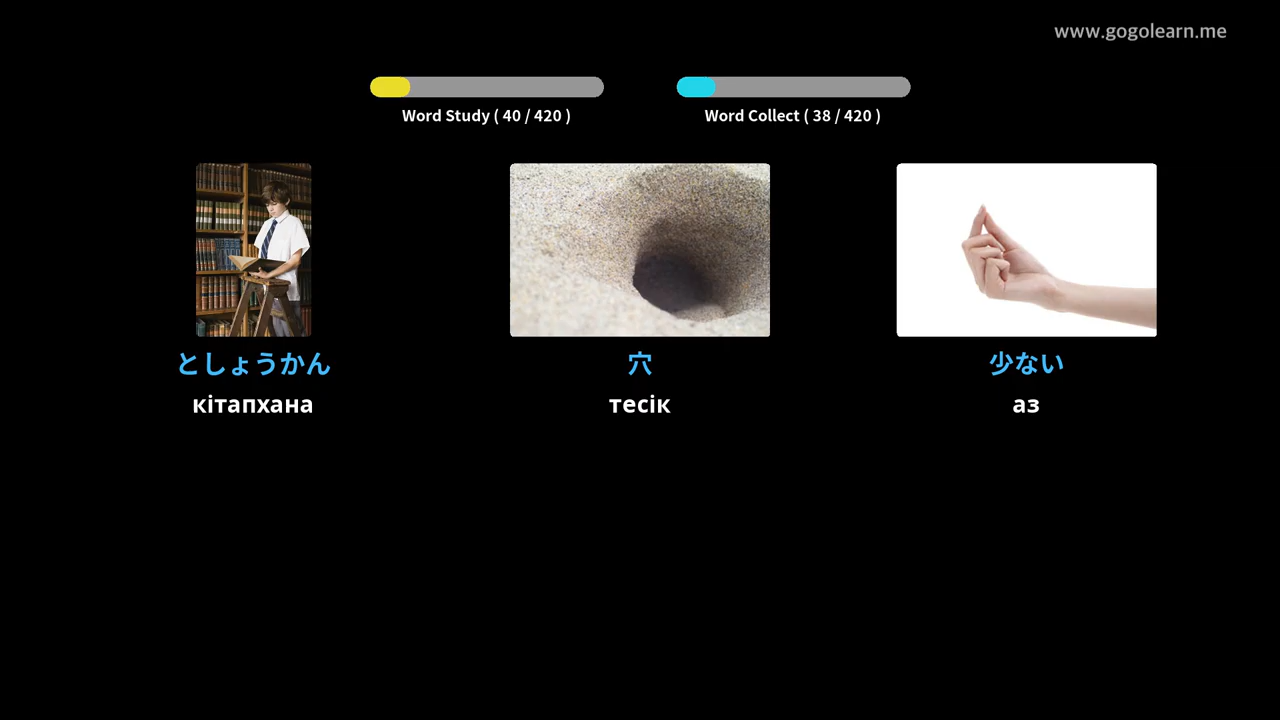 www.gogolearn.me
Word Study ( 40 / 420 )
Word Collect ( 38 / 420 )
としょうかん
穴
少ない
кітапхана
тесік
аз